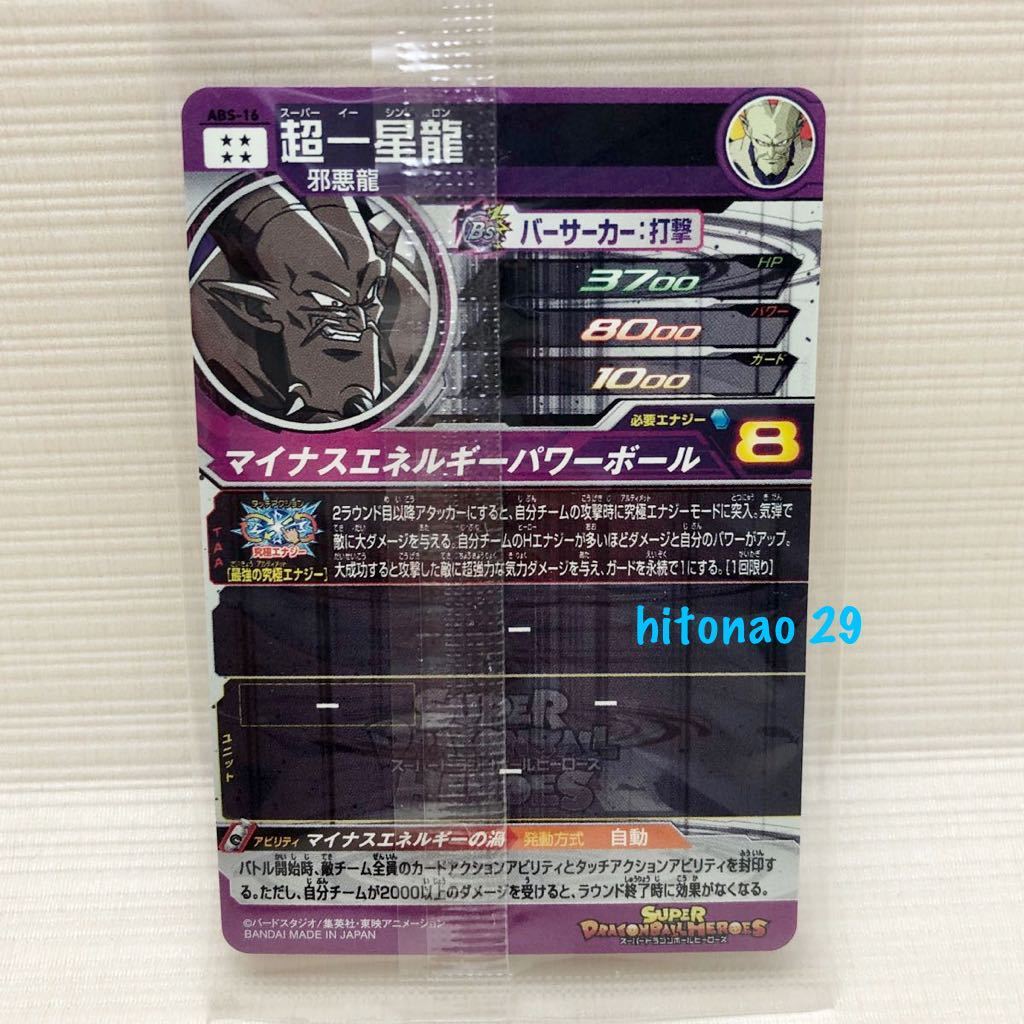 ABS-16
スーパー イー シン ロン
超一星龍
★★
★★
邪悪龍
BS
バーサーカー:打撃
HP
3700
パワー
8000
ガード
1000
必要エナジー
8
マイナスエネルギーパワーボール
TAA
タッチアクション
究極エナジー
[最強の究極エナジー]
2ラウンド目以降アタッカーにすると、自分チームの攻撃時に究極エナジーモードに突入。気弾で
敵に大ダメージを与える。自分チームのHエナジーが多いほどダメージと自分のパワーがアップ。
大成功すると攻撃した敵に超強力な気力ダメージを与え、ガードを永続で1にする。[1回限り]
hitonao 29
ー
ユニット
ー
ー
ー
SUPER
DRAGONBALL
スーパードラゴンボールヒーローズ
HEROES
アビリティ マイナスエネルギーの渦 発動方式 自動
バトル開始時、敵チーム全員のカードアクションアビリティとタッチアクションアビリティを封印す
る。ただし、自分チームが2000以上のダメージを受けると、ラウンド終了時に効果がなくなる。
©バードスタジオ/集英社・東映アニメーション
BANDAI MADE IN JAPAN
SUPER
DRAGONBALL HEROES
スーパードラゴンボールヒーローズ